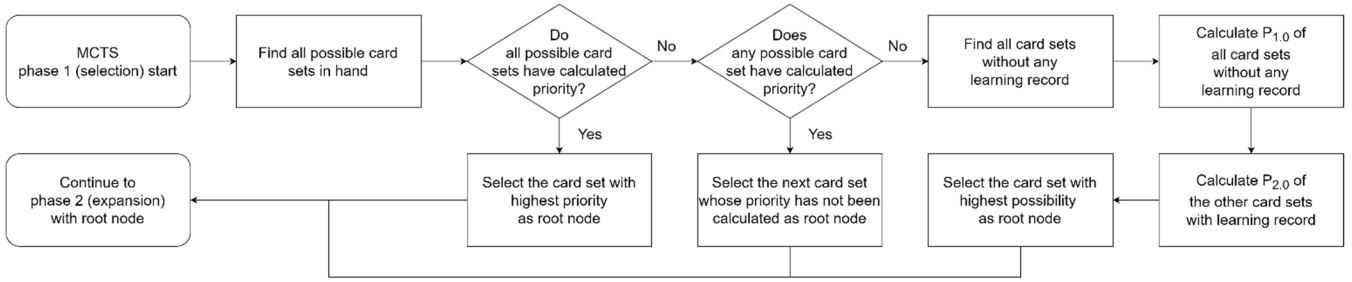 MCTS
phase 1 (selection) start
Find all possible card
sets in hand
Do
all possible card
sets have calculated
priority?
No
Does
any possible card
set have calculated
priority?
No
Find all card sets
without any
learning record
Calculate P1.0 of
all card sets
without any
learning record
Yes
Yes
Continue to
phase 2 (expansion)
with root node
Select the card set with
highest priority
as root node
Select the next card set
whose priority has not been
calculated as root node
Select the card set with
highest possibility
as root node
Calculate P2.0 of
the other card sets
with learning record